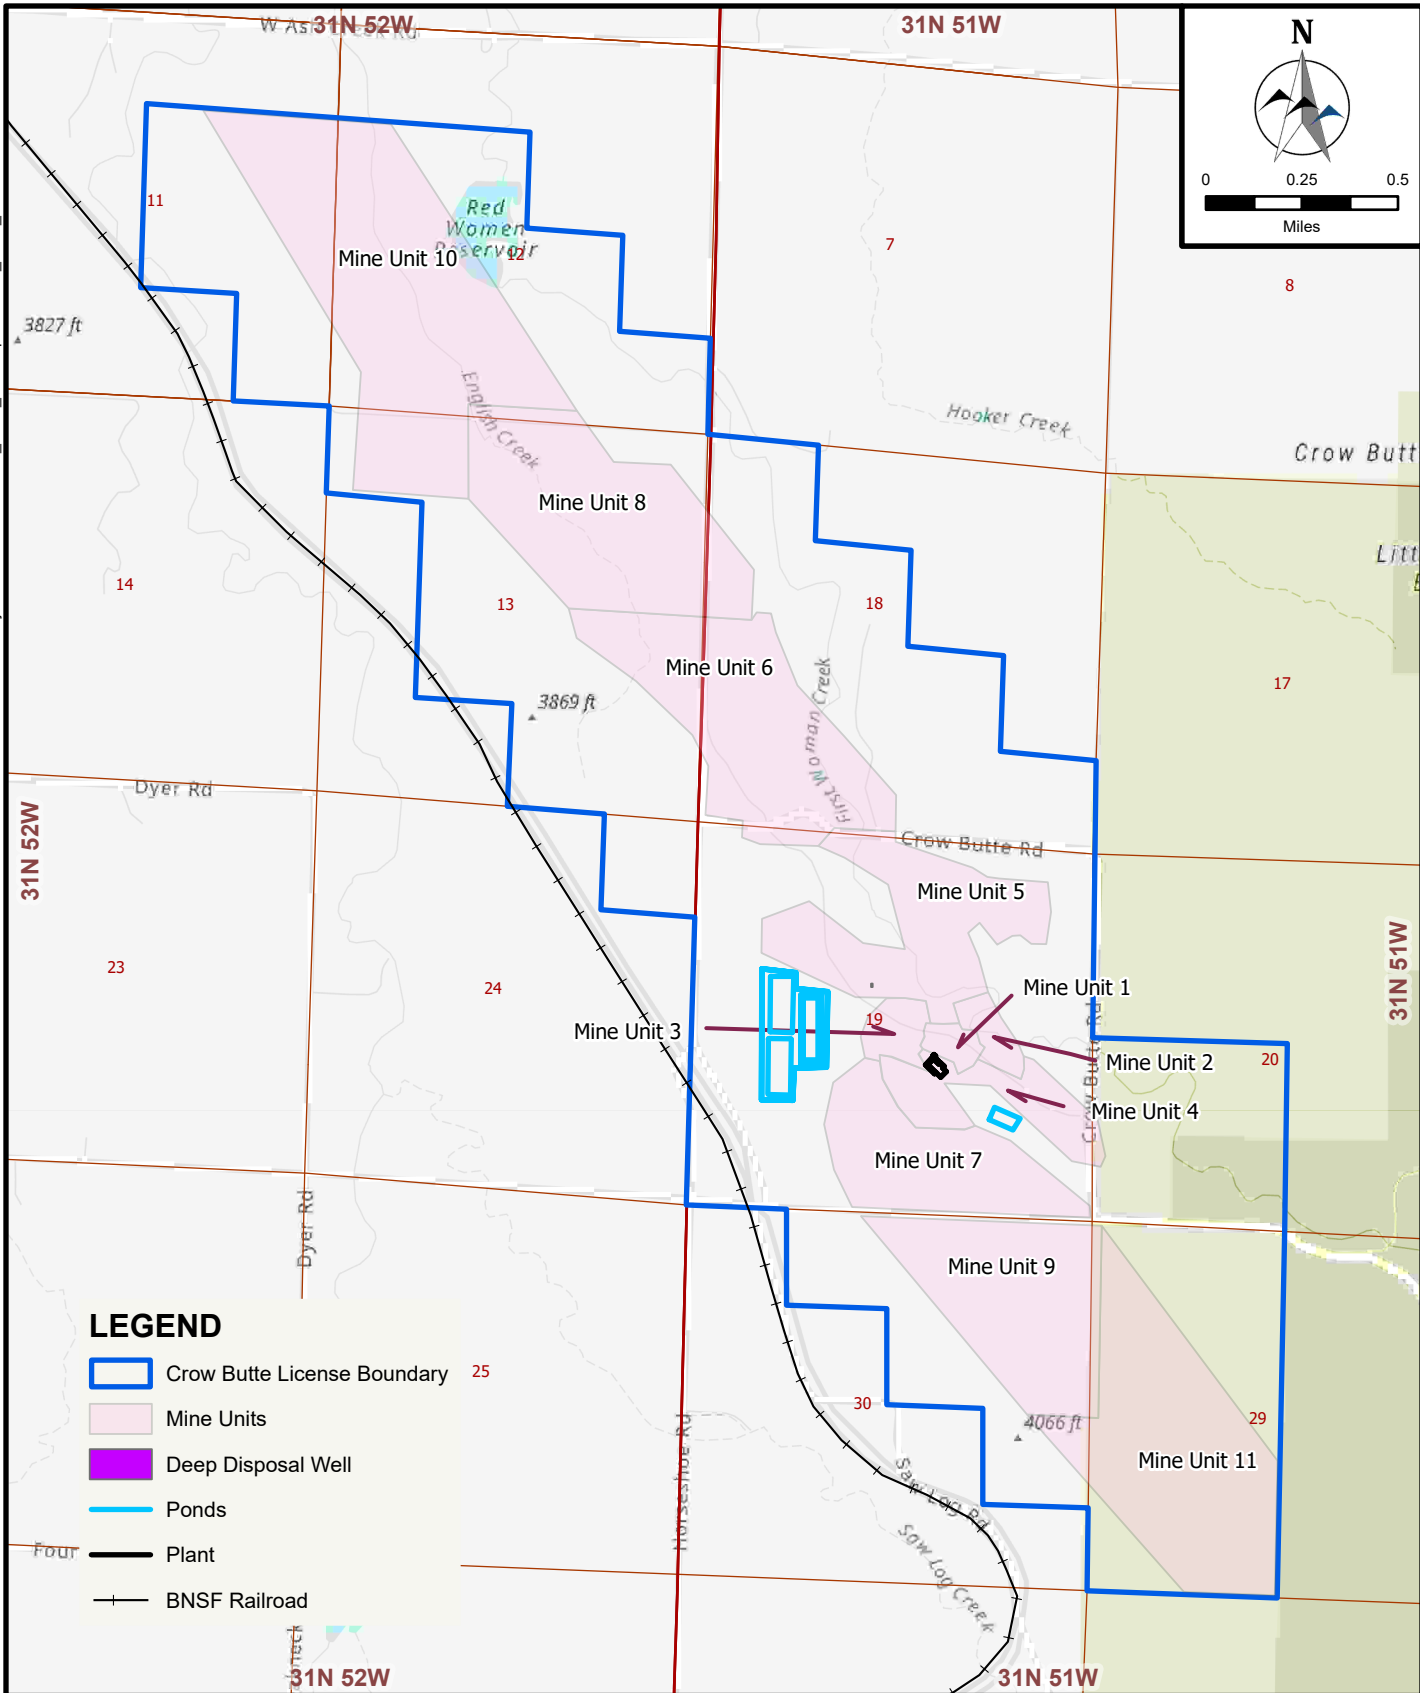 31N 52W
W Ash Creek Rd
31N 51W
N
0 0.25 0.5
Miles
11
Red
Women
Reservoir
12
7
8
Mine Unit 10
3827 ft
English Creek
Hooker Creek
Crow Butt
Mine Unit 8
Litt
14
13
18
Mine Unit 6
17
3869 ft
First Woman Creek
Dyer Rd
31N 52W
Crow Butte Rd
Mine Unit 5
31N 51W
23
24
Mine Unit 1
Mine Unit 3
19
Mine Unit 2
20
Crow Butte Rd
Mine Unit 4
Mine Unit 7
Dyer Rd
Mine Unit 9
LEGEND
Crow Butte License Boundary
Mine Units
Deep Disposal Well
Ponds
Plant
BNSF Railroad
25
30
4066 ft
29
Mine Unit 11
Horseshoe Rd
Saw Log Rd
Saw Log Creek
Four
31N 52W
31N 51W